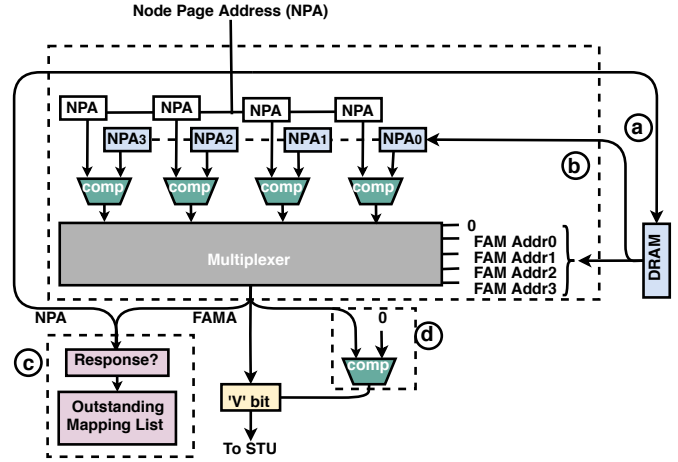 Node Page Address (NPA)
NPA NPA NPA NPA
a
NPA3 NPA2 NPA1 NPA0
b
comp comp comp comp
0
FAM Addr0
Multiplexer
FAM Addr1
FAM Addr2
FAM Addr3
DRAM
NPA
FAMA
0
d
c
Response?
comp
Outstanding
Mapping List
'V' bit
To STU